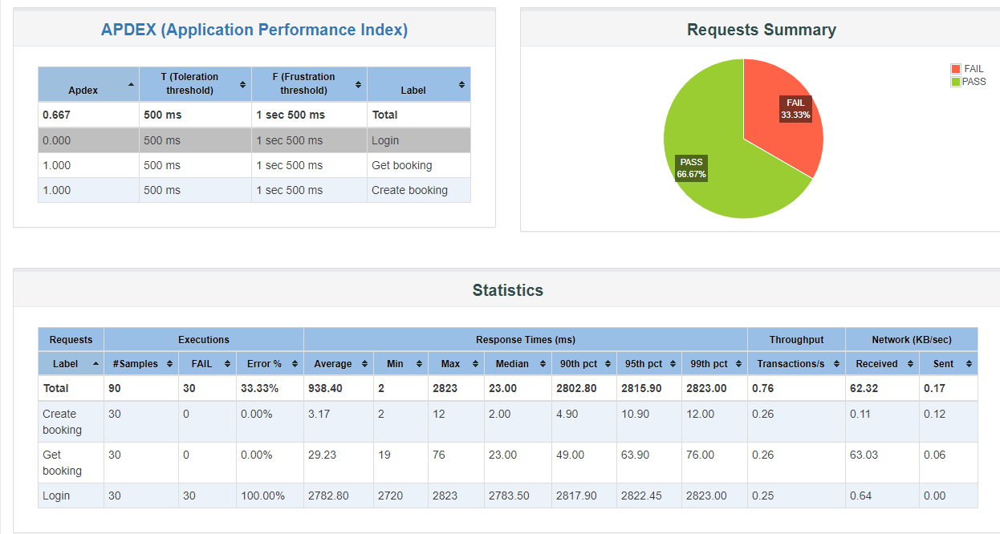 APDEX (Application Performance Index)
Apdex T (Toleration threshold) F (Frustration threshold) Label
0.667 500 ms 1 sec 500 ms Total
0.000 500 ms 1 sec 500 ms Login
1.000 500 ms 1 sec 500 ms Get booking
1.000 500 ms 1 sec 500 ms Create booking
Requests Summary
FAIL
33.33%
PASS
66.67%
FAIL
PASS
Statistics
Requests Executions Response Times (ms) Throughput Network (KB/sec)
Label #Samples FAIL Error % Average Min Max Median 90th pct 95th pct 99th pct Transactions/s Received Sent
Total 90 30 33.33% 938.40 2 2823 23.00 2802.80 2815.90 2823.00 0.76 62.32 0.17
Create booking 30 0 0.00% 3.17 2 12 2.00 4.90 10.90 12.00 0.26 0.11 0.12
Get booking 30 0 0.00% 29.23 19 76 23.00 49.00 63.90 76.00 0.26 63.03 0.06
Login 30 30 100.00% 2782.80 2720 2823 2783.50 2817.90 2822.45 2823.00 0.25 0.64 0.00